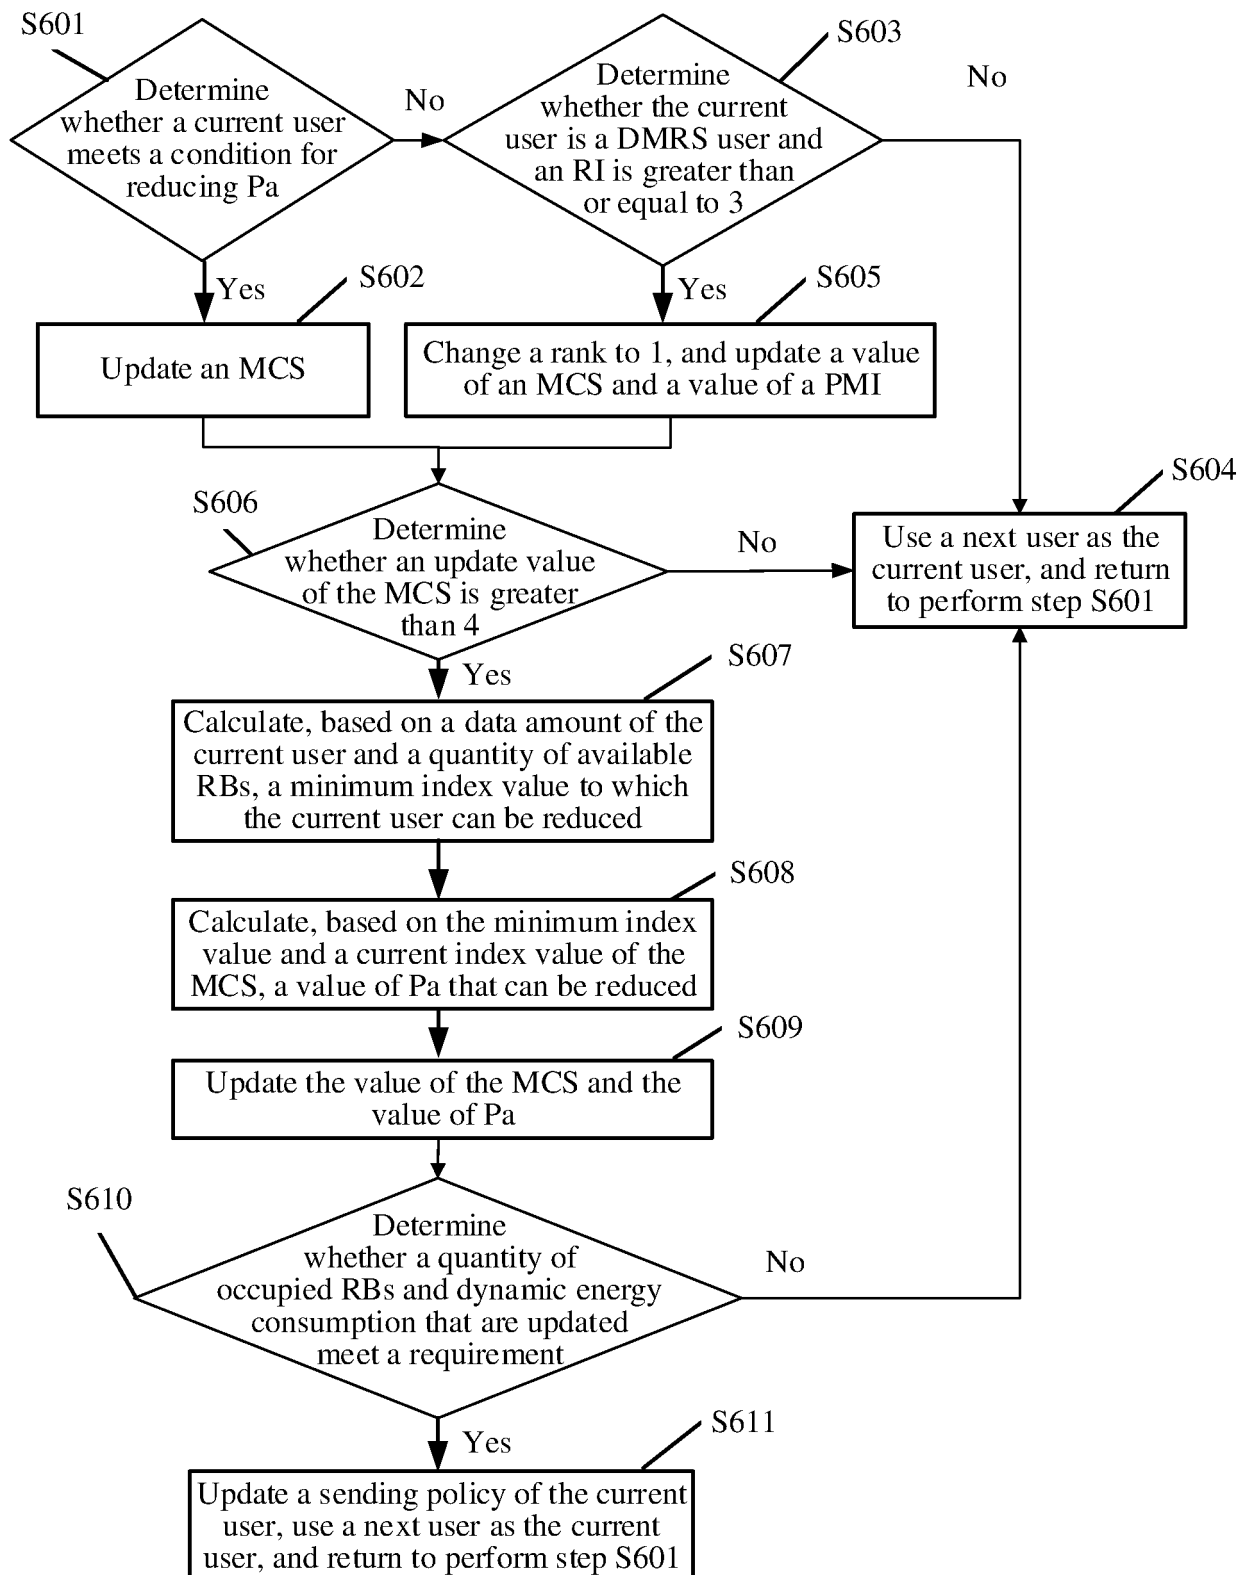 S601
Determine
whether a current user
meets a condition for
reducing Pa
No
S603
Determine
whether the current
user is a DMRS user and
an RI is greater than
or equal to 3
No
Yes
S602
Update an MCS
Yes
S605
Change a rank to 1, and update a value
of an MCS and a value of a PMI
S604
Use a next user as the
current user, and return
to perform step S601
S606
Determine
whether an update value
of the MCS is greater
than 4
No
Yes
S607
Calculate, based on a data amount of the
current user and a quantity of available
RBs, a minimum index value to which
the current user can be reduced
S608
Calculate, based on the minimum index
value and a current index value of the
MCS, a value of Pa that can be reduced
S609
Update the value of the MCS and the
value of Pa
S610
Determine
whether a quantity of
occupied RBs and dynamic energy
consumption that are updated
meet a requirement
No
Yes
S611
Update a sending policy of the current
user, use a next user as the current
user, and return to perform step S601